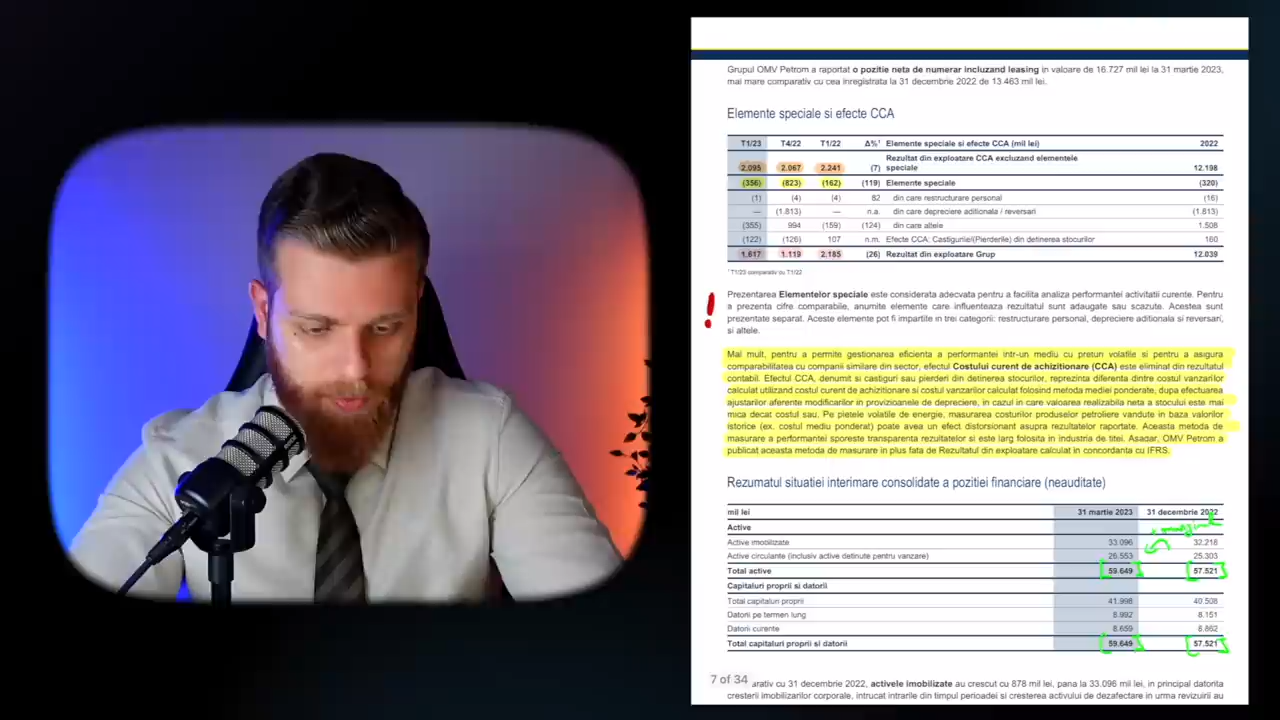 Grupul OMV Petrom a raportat o pozitie neta de numerar incluzand leasing in valoare de 16.727 mil lei la 31 martie 2023,
mai mare comparativ cu cea inregistrata la 31 decembrie 2022 de 13.463 mil lei.
Elemente speciale si efecte CCA
T1/23 T4/22 T1/22 Δ%¹ Elemente speciale si efecte CCA (mil lei) 2022
2.095 2.067 2.241 (7) Rezultat din exploatare CCA excluzand elementele speciale 12.198
(356) (823) (162) (119) Elemente speciale (320)
(1) (4) (4) 82 din care restructurare personal (16)
— (1.813) — n.a. din care depreciere aditionala / reversari (1.813)
(355) 994 (159) (124) din care altele 1.508
(122) (126) 107 n.m. Efecte CCA: Castigurile/(Pierderile) din detinerea stocurilor 160
1.617 1.119 2.185 (26) Rezultat din exploatare Grup 12.039
¹ T1/23 comparativ cu T1/22
Prezentarea Elementelor speciale este considerata adecvata pentru a facilita analiza performantei activitatii curente. Pentru
a prezenta cifre comparabile, anumite elemente care influenteaza rezultatul sunt adaugate sau scazute. Acestea sunt
prezentate separat. Aceste elemente pot fi impartite in trei categorii: restructurare personal, depreciere aditionala si reversari,
si altele.
Mai mult, pentru a permite gestionarea eficienta a performantei intr-un mediu cu preturi volatile si pentru a asigura
comparabilitatea cu companii similare din sector, efectul Costului curent de achizitionare (CCA) este eliminat din rezultatul
contabil. Efectul CCA, denumit si castiguri sau pierderi din detinerea stocurilor, reprezinta diferenta dintre costul vanzarilor
calculat utilizand costul curent de achizitionare si costul vanzarilor calculat folosind metoda mediei ponderate, dupa efectuarea
ajustarilor aferente modificarilor in provizioanele de depreciere, in cazul in care valoarea realizabila neta a stocului este mai
mica decat costul sau. Pe pietele volatile de energie, masurarea costurilor produselor petroliere vandute in baza valorilor
istorice (ex. costul mediu ponderat) poate avea un efect distorsionant asupra rezultatelor raportate. Aceasta metoda de
masurare a performantei sporeste transparenta rezultatelor si este larg folosita in industria de titei. Asadar, OMV Petrom a
publicat aceasta metoda de masurare in plus fata de Rezultatul din exploatare calculat in concordanta cu IFRS.
Rezumatul situatiei interimare consolidate a pozitiei financiare (neauditate)
mil lei 31 martie 2023 31 decembrie 2022
Active
Active imobilizate 33.096 32.218
Active circulante (inclusiv active detinute pentru vanzare) 26.553 25.303
Total active 59.649 57.521
Capitaluri proprii si datorii
Total capitaluri proprii 41.998 40.508
Datorii pe termen lung 8.992 8.151
Datorii curente 8.659 8.862
Total capitaluri proprii si datorii 59.649 57.521
7 of 34
arativ cu 31 decembrie 2022, activele imobilizate au crescut cu 878 mil lei, pana la 33.096 mil lei, in principal datorita
cresterii imobilizarilor corporale, intrucat intrarile din timpul perioadei si cresterea activului de dezafectare in urma revizuirii au